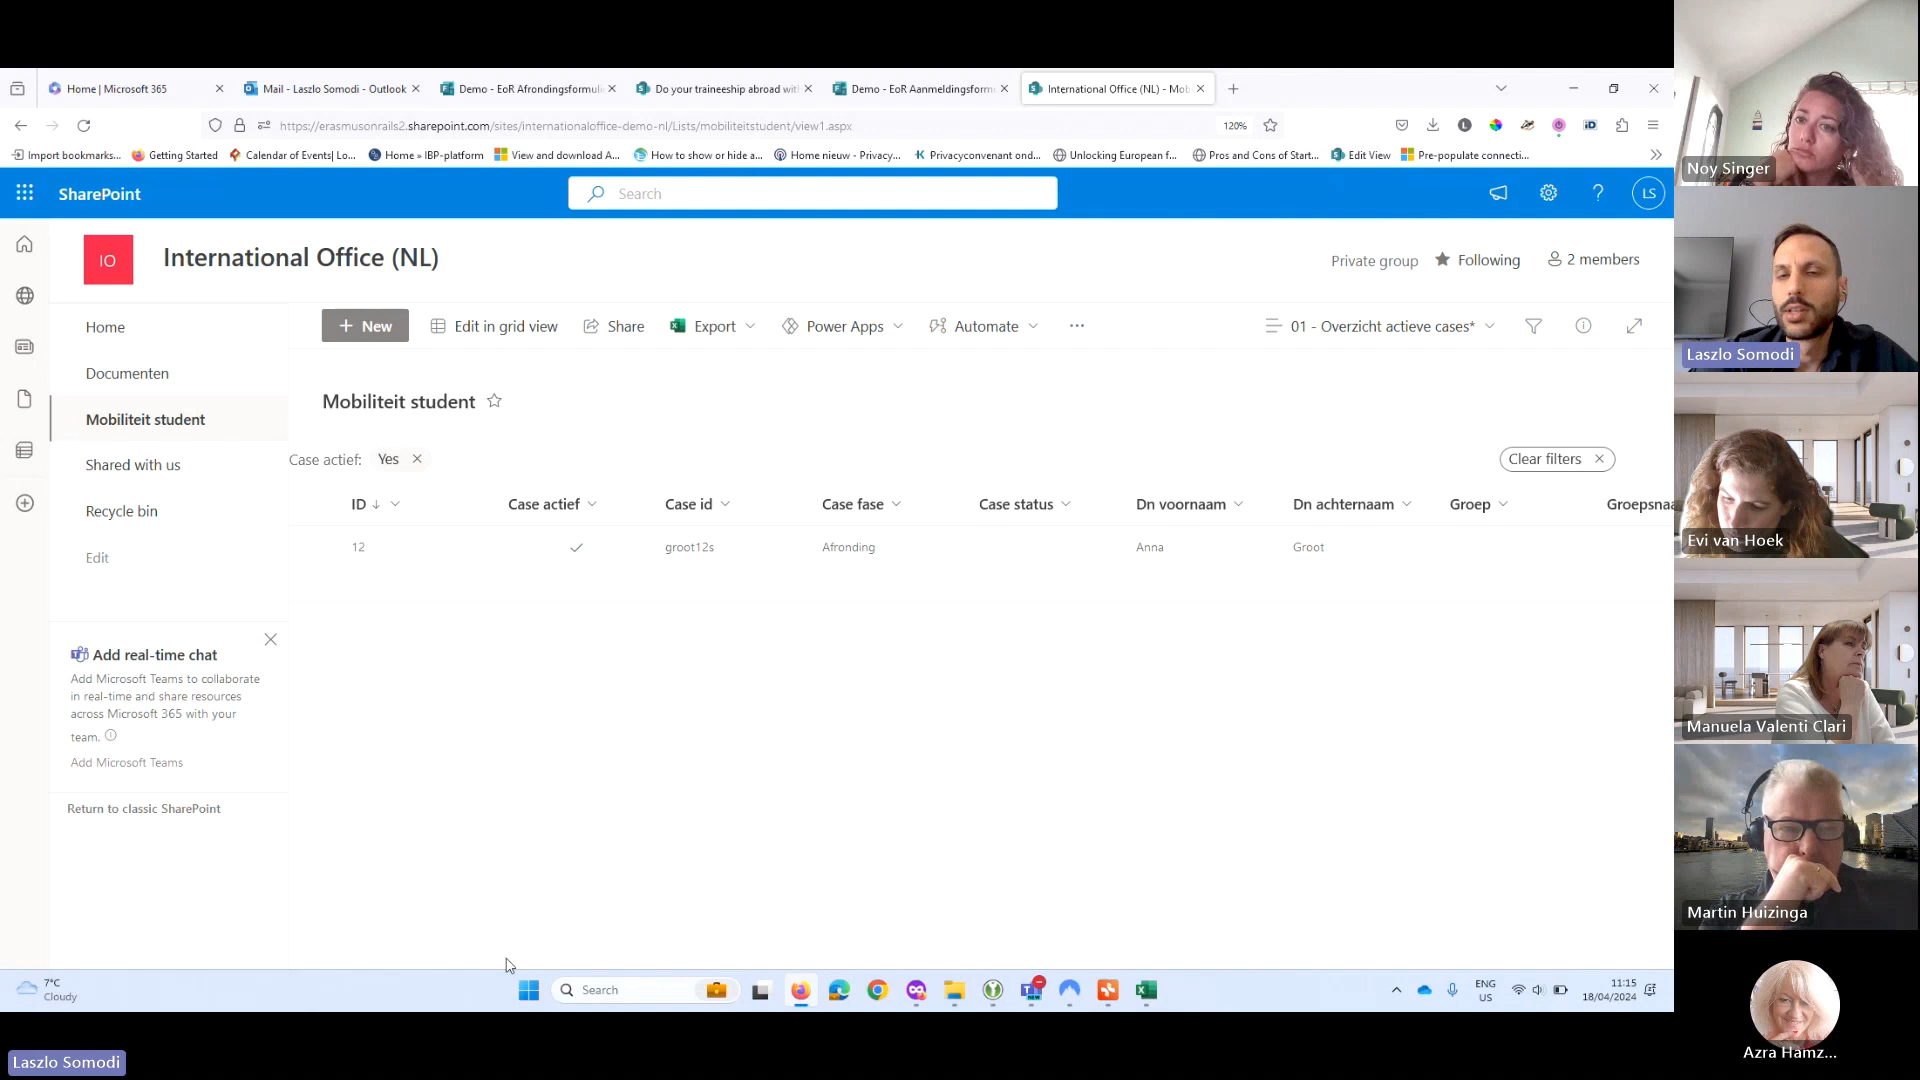 Home | Microsoft 365
Mail - Laszlo Somodi - Outlook
Demo - EoR Afrondingsformuli
Do your traineeship abroad wit
Demo - EoR Aanmeldingsform
International Office (NL) - Mob
https://erasmusonrails2.sharepoint.com/sites/internationaloffice-demo-nl/Lists/mobiliteitstudent/view1.aspx
120%
Import bookmarks...
Getting Started
Calendar of Events| Lo...
Home » IBP-platform
View and download A...
How to show or hide a...
Home nieuw - Privacy...
Privacyconvenant ond...
Unlocking European f...
Pros and Cons of Start...
Edit View
Pre-populate connecti...
SharePoint
Search
LS
IO
International Office (NL)
Private group
Following
2 members
Home
Documenten
Mobiliteit student
Shared with us
Recycle bin
Edit
New
Edit in grid view
Share
Export
Power Apps
Automate
01 - Overzicht actieve cases*
Mobiliteit student
Case actief:
Yes
Clear filters
ID
Case actief
Case id
Case fase
Case status
Dn voornaam
Dn achternaam
Groep
Groepsnaa
12
groot12s
Afronding
Anna
Groot
Add real-time chat
Add Microsoft Teams to collaborate
in real-time and share resources
across Microsoft 365 with your
team.
Add Microsoft Teams
Return to classic SharePoint
7°C
Cloudy
Search
NEW
ENG
US
11:15
18/04/2024
Noy Singer
Laszlo Somodi
Evi van Hoek
Manuela Valenti Clari
Martin Huizinga
Azra Hamz...
Laszlo Somodi